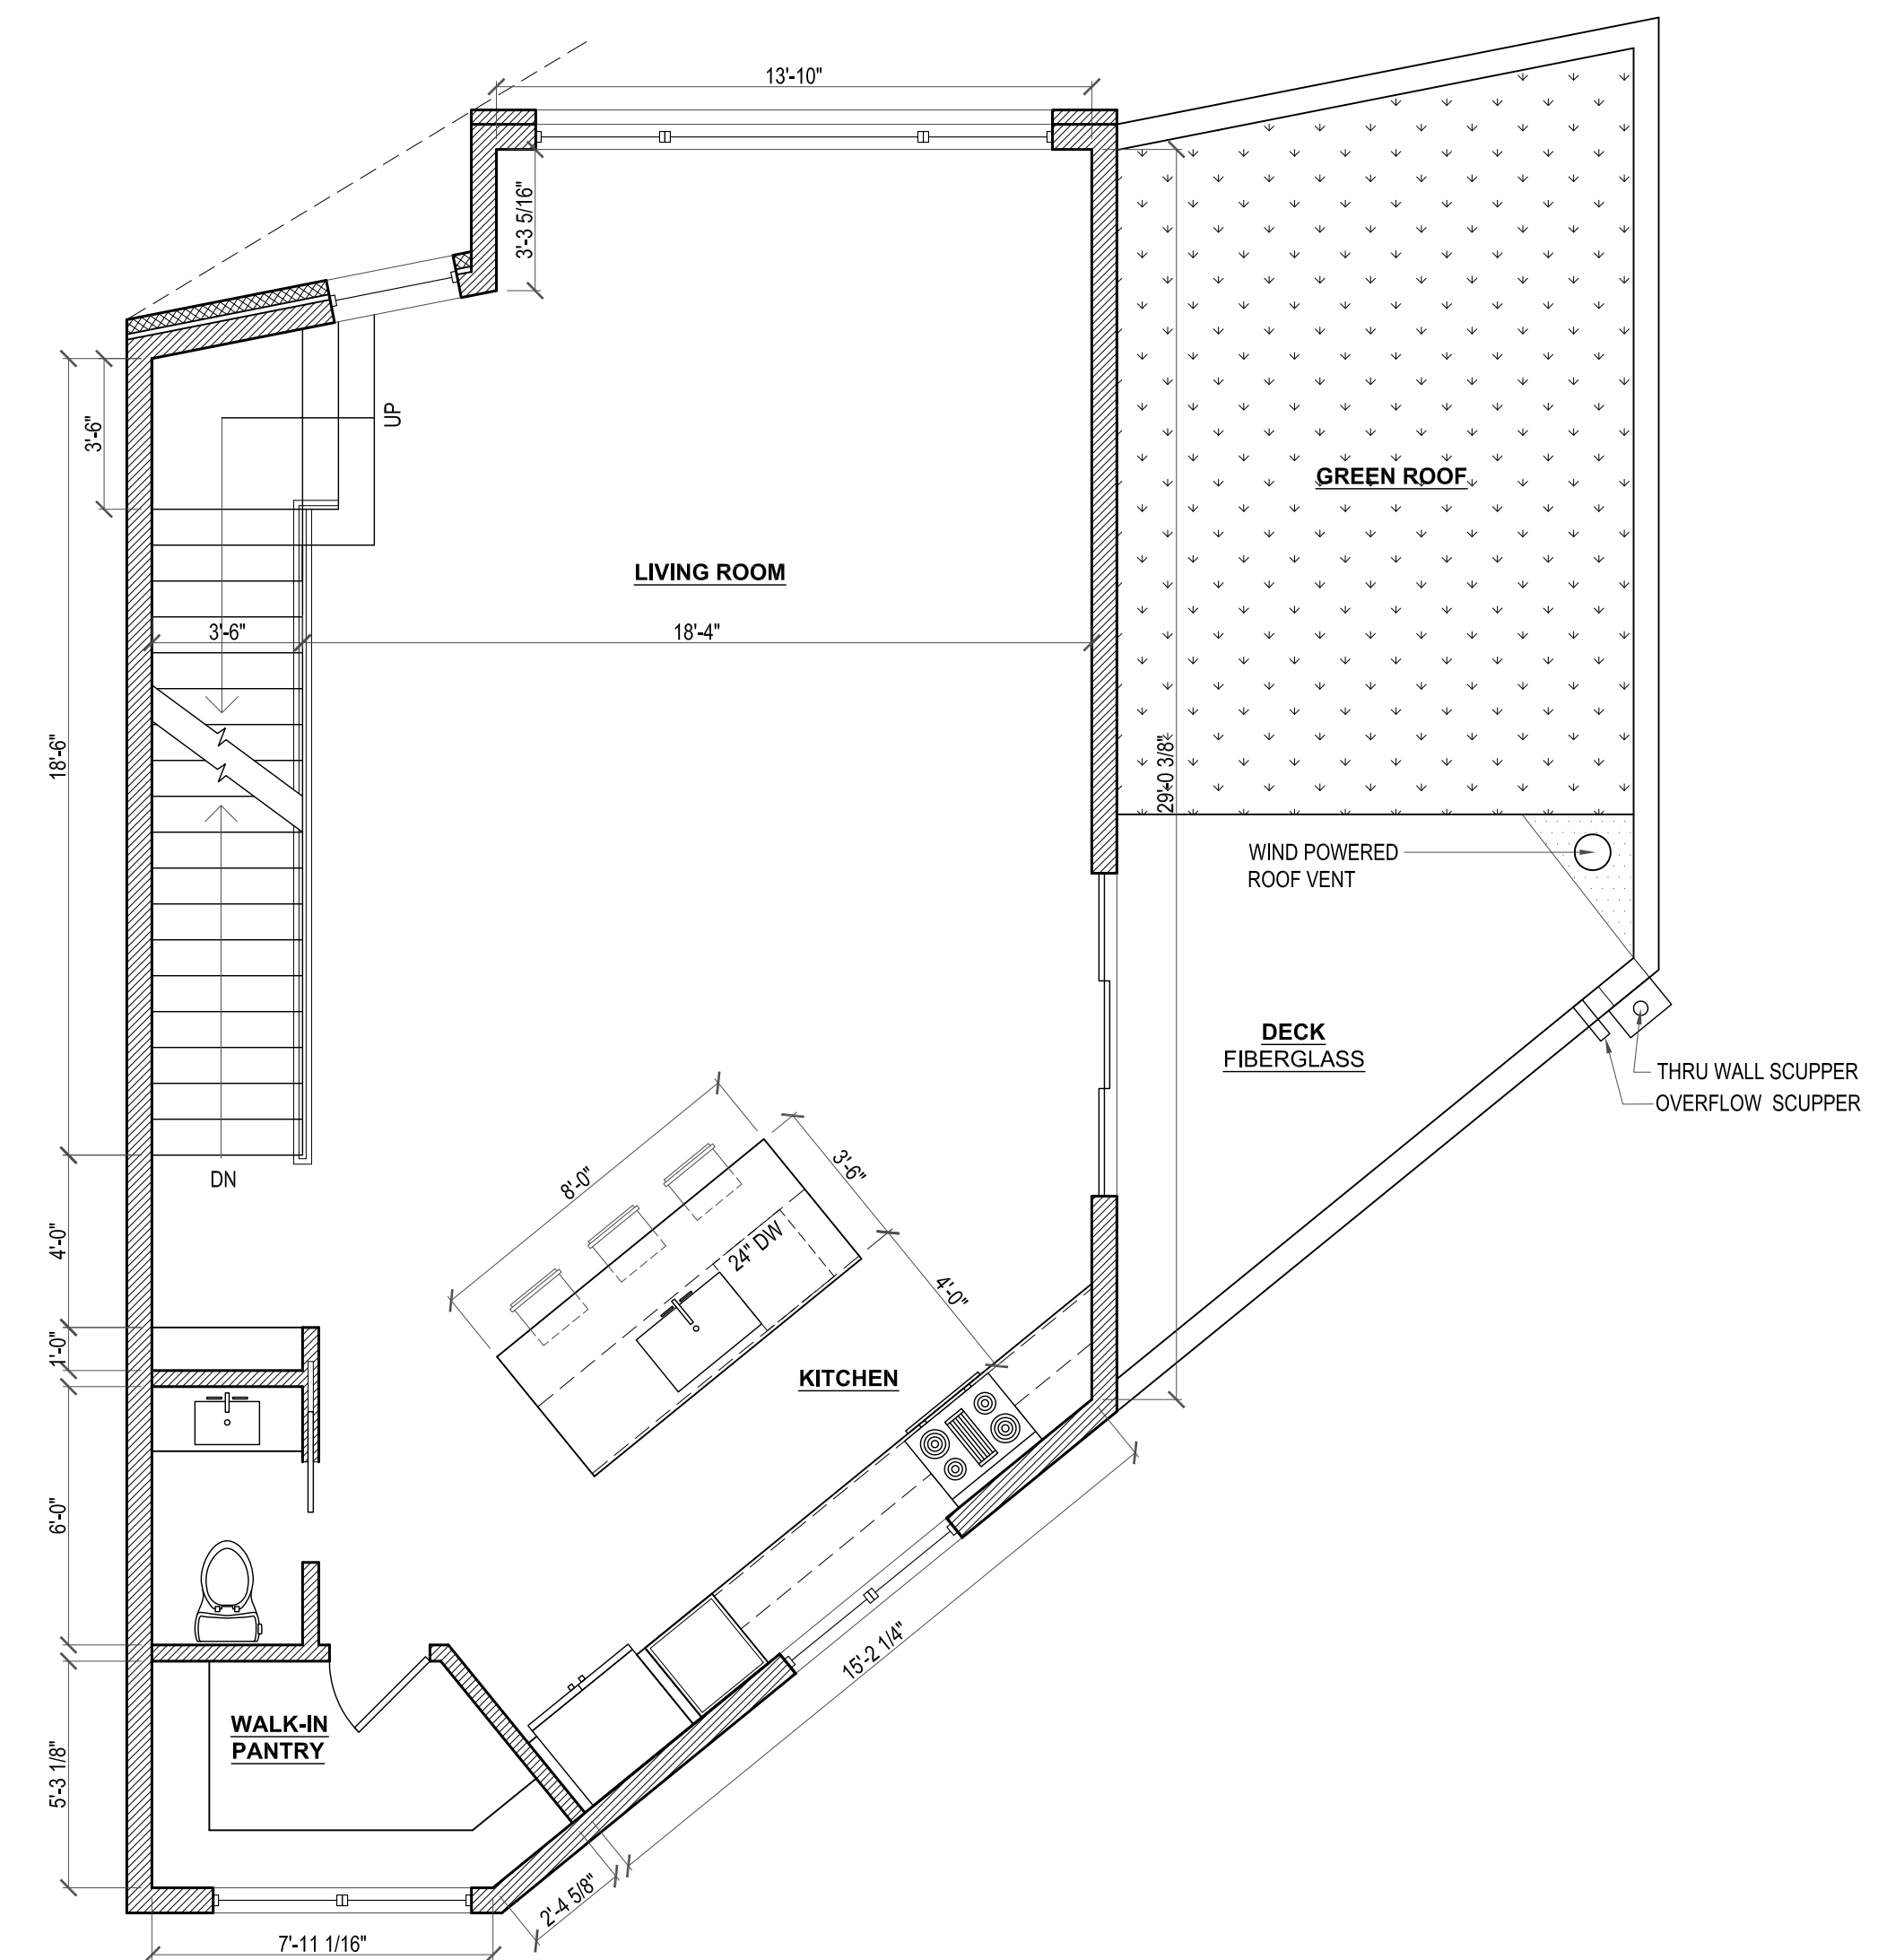 13'-10"
3'-3 5/16"
3'-6"
UP
GREEN ROOF
LIVING ROOM
3'-6"
18'-4"
18'-6"
29'-0 3/8"
WIND POWERED
ROOF VENT
DECK
FIBERGLASS
THRU WALL SCUPPER
OVERFLOW SCUPPER
DN
8'-0"
3'-6"
24" DW
4'-0"
4'-0"
1'-0"
KITCHEN
6'-0"
15'-2 1/4"
WALK-IN
PANTRY
5'-3 1/8"
2'-4 5/8"
7'-11 1/16"